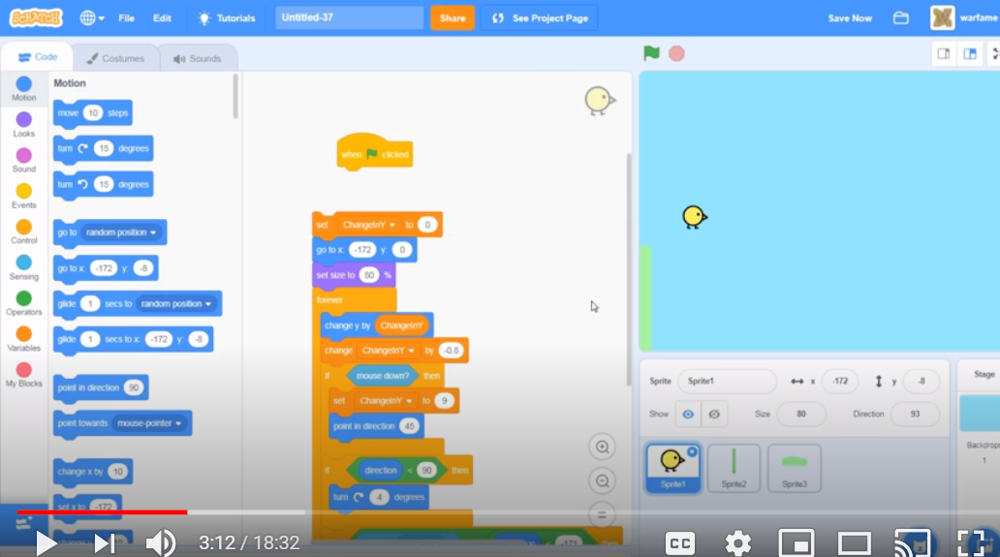 SCRATCH File Edit Tutorials Untitled-37 Share See Project Page Save Now warfame
Code Costumes Sounds
Motion
Looks
Sound
Events
Control
Sensing
Operators
Variables
My Blocks
Motion
move 10 steps
turn 15 degrees
turn 15 degrees
go to random position
go to x: -172 y: -8
glide 1 secs to random position
glide 1 secs to x: -172 y: -8
point in direction 90
point towards mouse-pointer
change x by 10
set x to -172
when clicked
set ChangeInY to 0
go to x: -172 y: 0
set size to 80 %
forever
change y by ChangeInY
change ChangeInY by -0.8
if mouse down? then
set ChangeInY to 9
point in direction 45
if direction < 90 then
turn 4 degrees
Sprite Sprite1 x -172 y -8
Show Size 80 Direction 93
Sprite1 Sprite2 Sprite3
Stage
Backdrops
1
3:12 / 18:32
CC